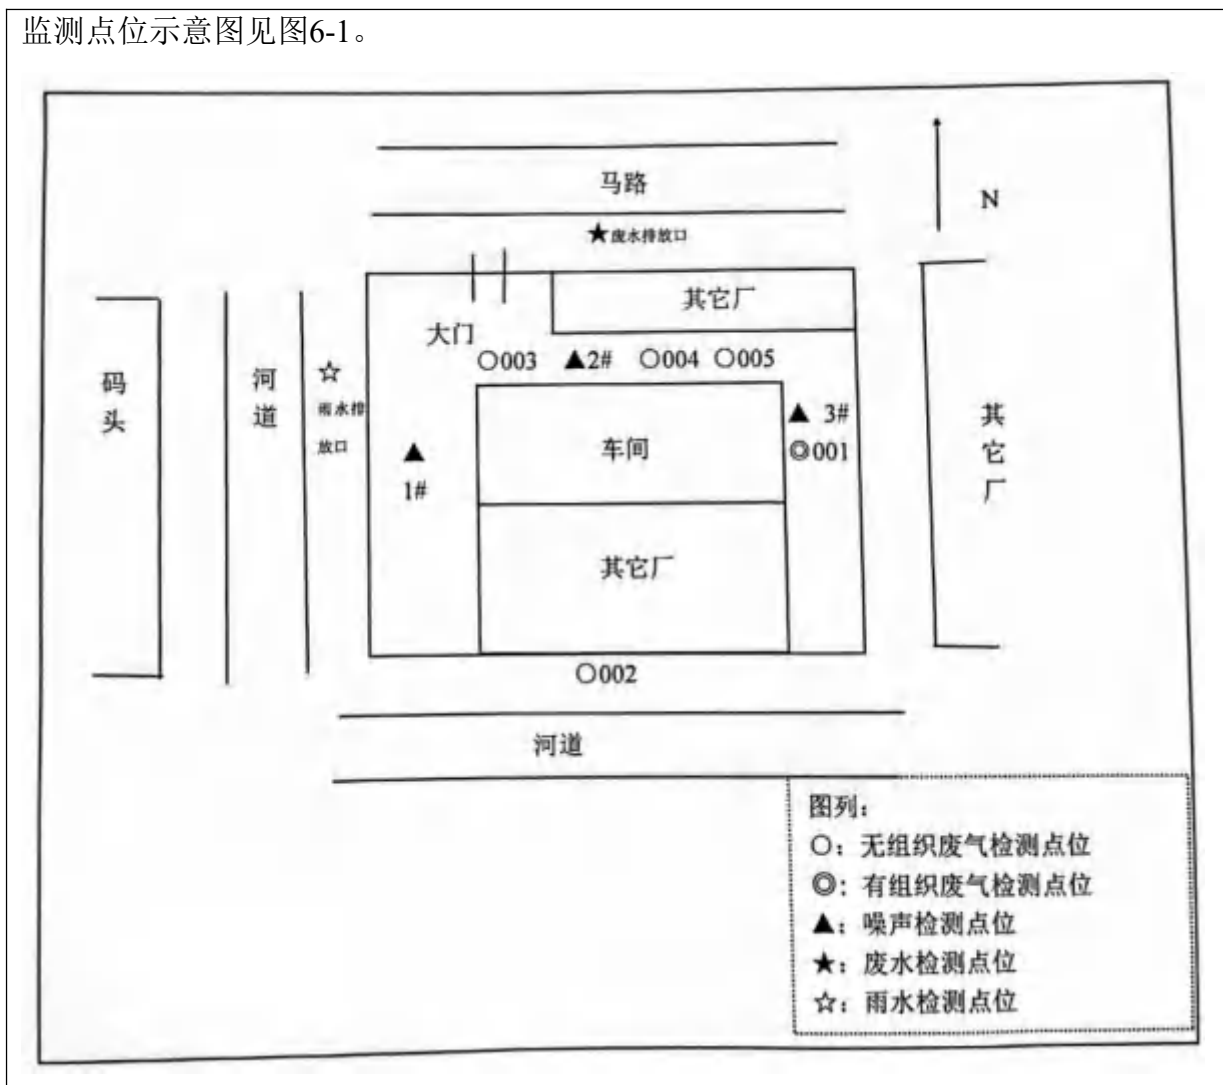 监测点位示意图见图6-1。
马路
N
★废水排放口
其它厂
大门
○003 ▲2# ○004 ○005
码头
河道
☆
雨水排
放口
▲
1#
车间
▲ 3#
◎001
其它厂
其它厂
○002
河道
图列:
○: 无组织废气检测点位
◎: 有组织废气检测点位
▲: 噪声检测点位
★: 废水检测点位
☆: 雨水检测点位